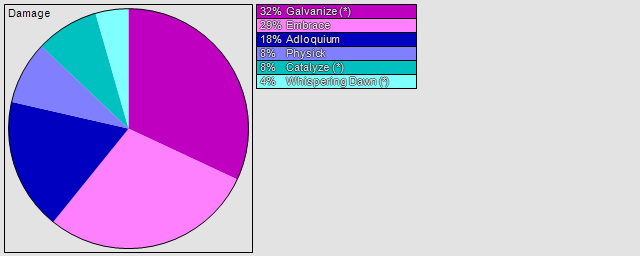 Damage
32% Galvanize (*)
29% Embrace
18% Adloquium
8% Physick
8% Catalyze (*)
4% Whispering Dawn (*)